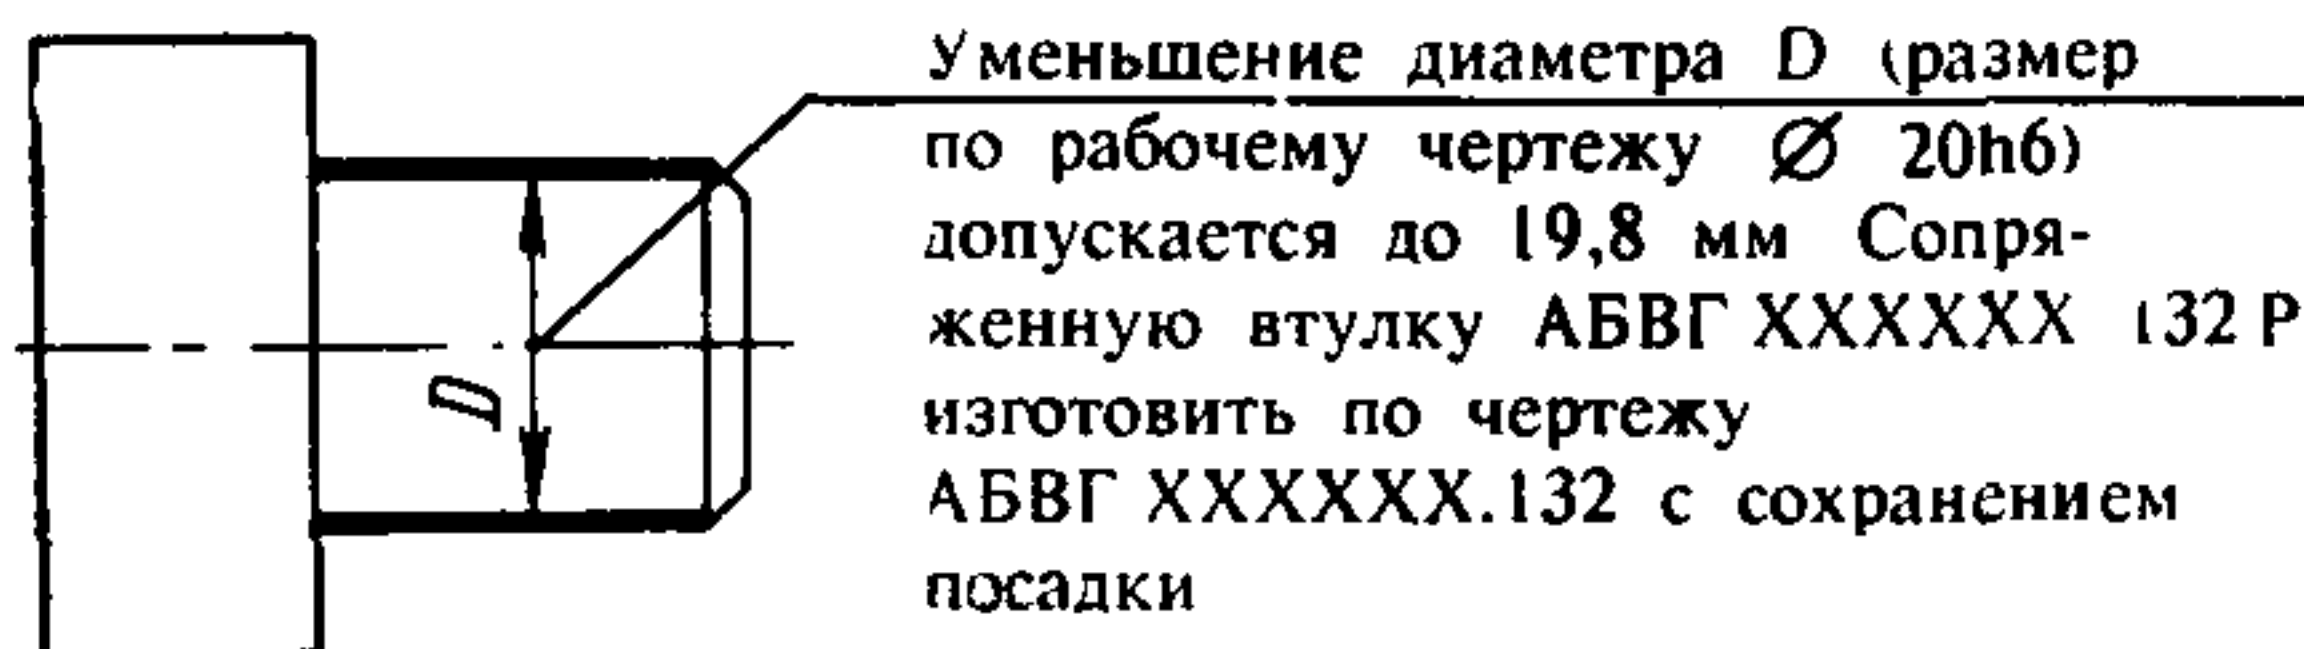 Уменьшение диаметра D (размер
по рабочему чертежу Ø 20h6)
допускается до 19,8 мм Сопря-
женную втулку АБВГ XXXXXX 132 Р
изготовить по чертежу
АБВГ XXXXXX.132 с сохранением
посадки
D